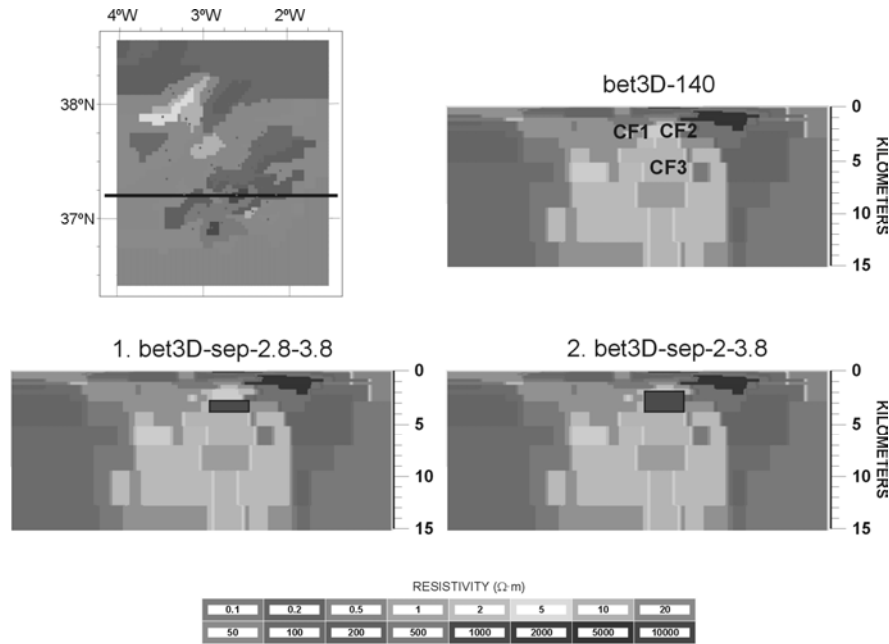 4ºW 3ºW 2ºW
38ºN
37ºN
bet3D-140
CF1 CF2
CF3
0
5
10
15
KILOMETERS
1. bet3D-sep-2.8-3.8
0
5
10
15
KILOMETERS
2. bet3D-sep-2-3.8
0
5
10
15
KILOMETERS
RESISTIVITY (Ω·m)
0.1 0.2 0.5 1 2 5 10 20
50 100 200 500 1000 2000 5000 10000